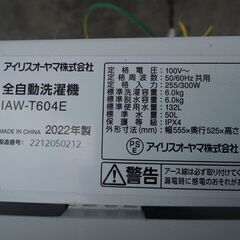 アイリスオーヤマ株式会社
全自動洗濯機
IAW-T604E
MADE IN CHINA 2022年製
2212050212
定格電圧：100V～
定格周波数：50/60Hz 共用
定格消費電力：255/300W
標準洗濯容量：6.0kg
標準脱水容量：6.0kg
標準使用水量：132L
標準水量：50L
防水等級：IPX4
外形寸法(mm)：幅555×奥行525×高さ
PS
E
アイリスオーヤマ株式会社
警告
アース線は必ず取り付け
漏電時に感電のおそれ